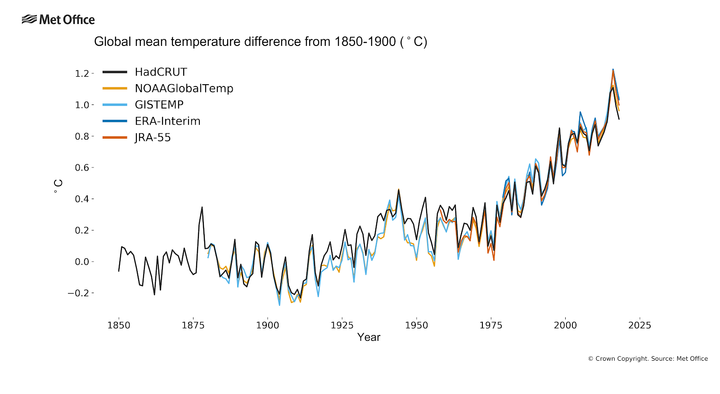 Met Office
Global mean temperature difference from 1850-1900 ( ° C)
HadCRUT
NOAAGlobalTemp
GISTEMP
ERA-Interim
JRA-55
° C
1.2
1.0
0.8
0.6
0.4
0.2
0.0
−0.2
1850 1875 1900 1925 1950 1975 2000 2025
Year
© Crown Copyright. Source: Met Office